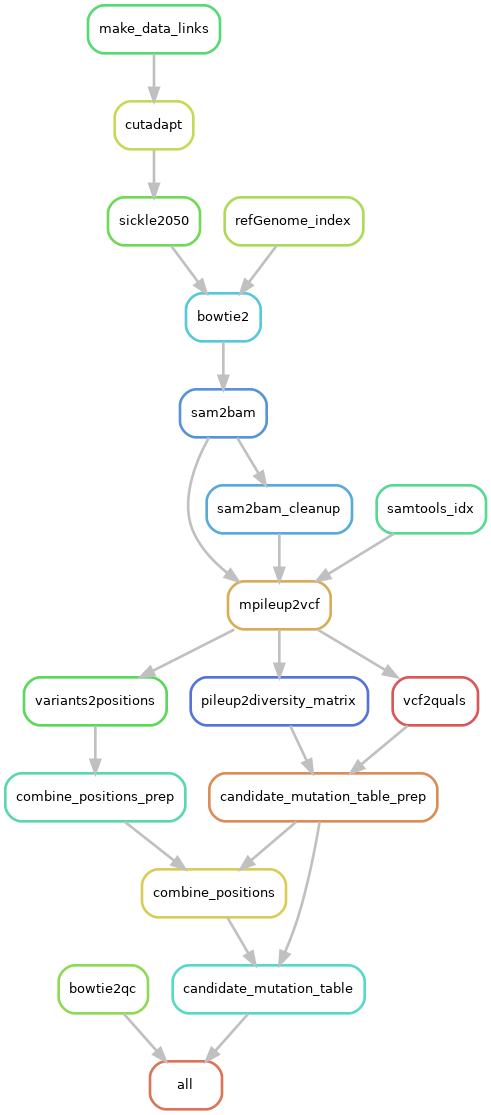 make_data_links
cutadapt
sickle2050
refGenome_index
bowtie2
sam2bam
sam2bam_cleanup
samtools_idx
mpileup2vcf
variants2positions
pileup2diversity_matrix
vcf2quals
combine_positions_prep
candidate_mutation_table_prep
combine_positions
bowtie2qc
candidate_mutation_table
all